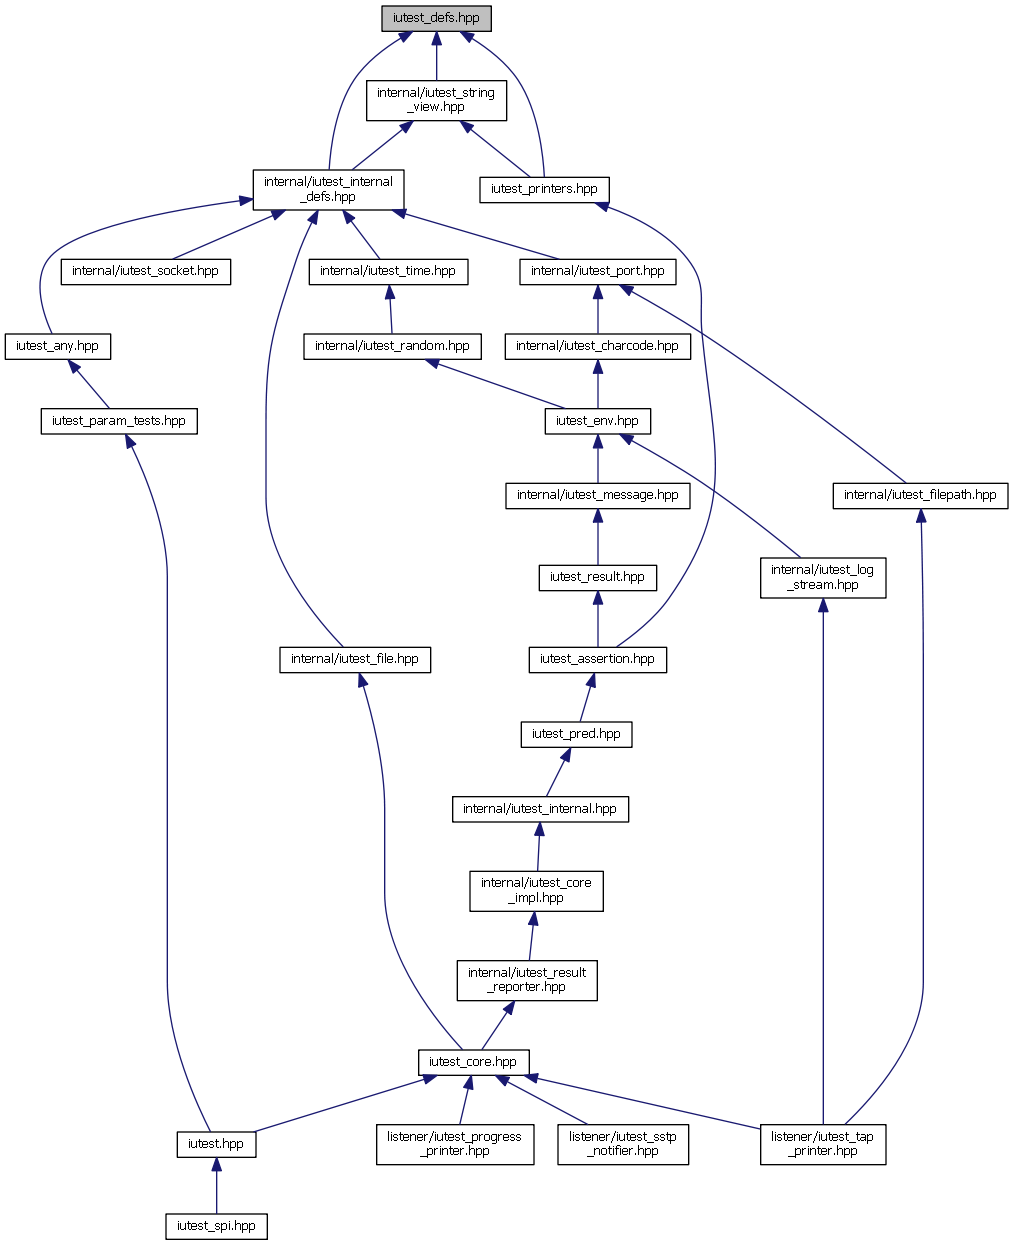 iutest_defs.hpp
internal/iutest_string
_view.hpp
internal/iutest_internal
_defs.hpp
iutest_printers.hpp
internal/iutest_socket.hpp
internal/iutest_time.hpp
internal/iutest_port.hpp
iutest_any.hpp
internal/iutest_random.hpp
internal/iutest_charcode.hpp
iutest_param_tests.hpp
iutest_env.hpp
internal/iutest_message.hpp
internal/iutest_filepath.hpp
iutest_result.hpp
internal/iutest_log
_stream.hpp
internal/iutest_file.hpp
iutest_assertion.hpp
iutest_pred.hpp
internal/iutest_internal.hpp
internal/iutest_core
_impl.hpp
internal/iutest_result
_reporter.hpp
iutest_core.hpp
iutest.hpp
listener/iutest_progress
_printer.hpp
listener/iutest_sstp
_notifier.hpp
listener/iutest_tap
_printer.hpp
iutest_spi.hpp